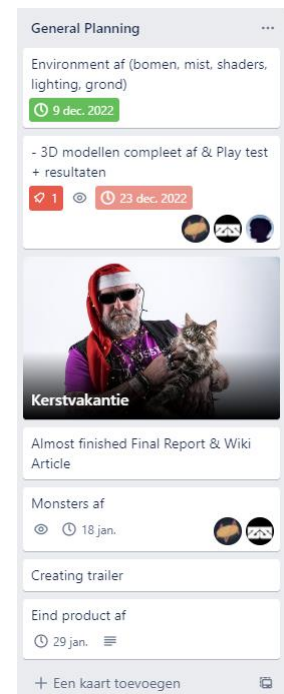 General Planning
Environment af (bomen, mist, shaders,
lighting, grond)
9 dec. 2022
- 3D modellen compleet af & Play test
+ resultaten
1
23 dec. 2022
Kerstvakantie
Almost finished Final Report & Wiki
Article
Monsters af
18 jan.
Creating trailer
Eind product af
29 jan.
+ Een kaart toevoegen